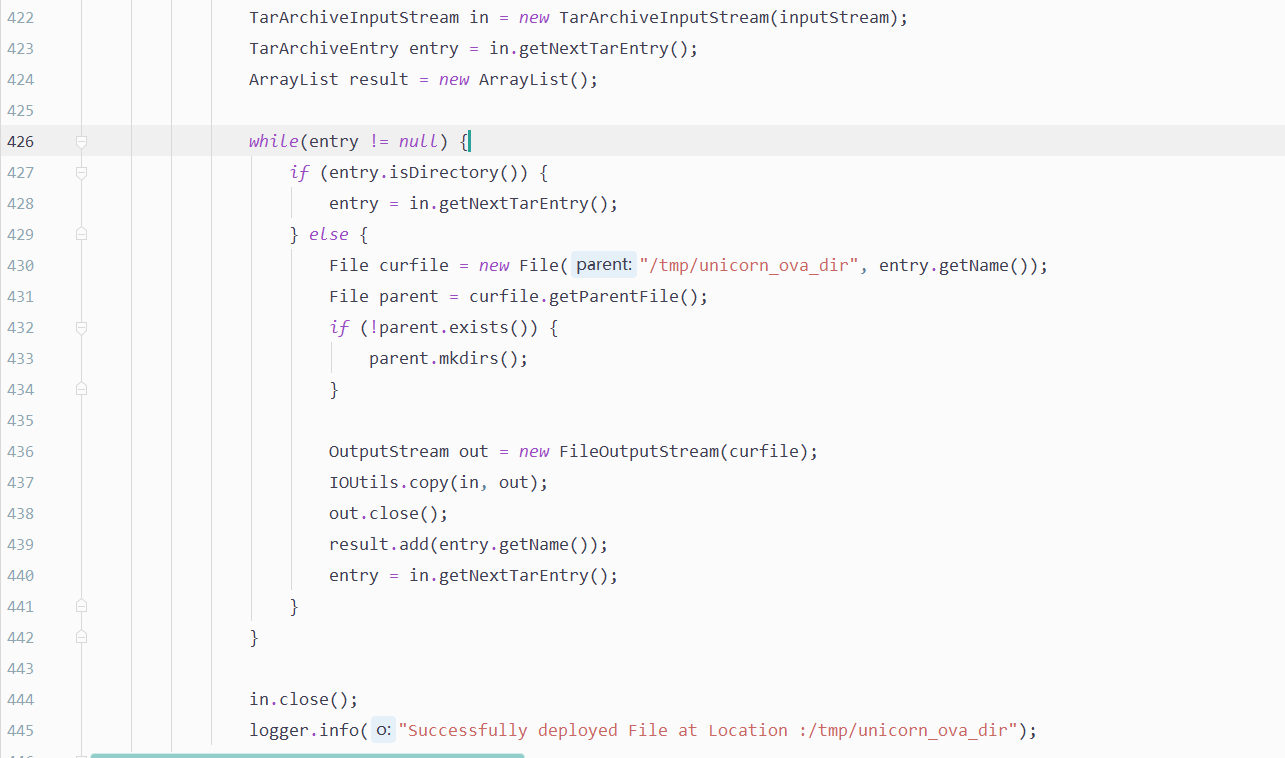 422 TarArchiveInputStream in = new TarArchiveInputStream(inputStream);
423 TarArchiveEntry entry = in.getNextTarEntry();
424 ArrayList result = new ArrayList();
425
426 while(entry != null) {
427 if (entry.isDirectory()) {
428 entry = in.getNextTarEntry();
429 } else {
430 File curfile = new File( parent: "/tmp/unicorn_ova_dir", entry.getName());
431 File parent = curfile.getParentFile();
432 if (!parent.exists()) {
433 parent.mkdirs();
434 }
435
436 OutputStream out = new FileOutputStream(curfile);
437 IOUtils.copy(in, out);
438 out.close();
439 result.add(entry.getName());
440 entry = in.getNextTarEntry();
441 }
442 }
443
444 in.close();
445 logger.info( o: "Successfully deployed File at Location :/tmp/unicorn_ova_dir");